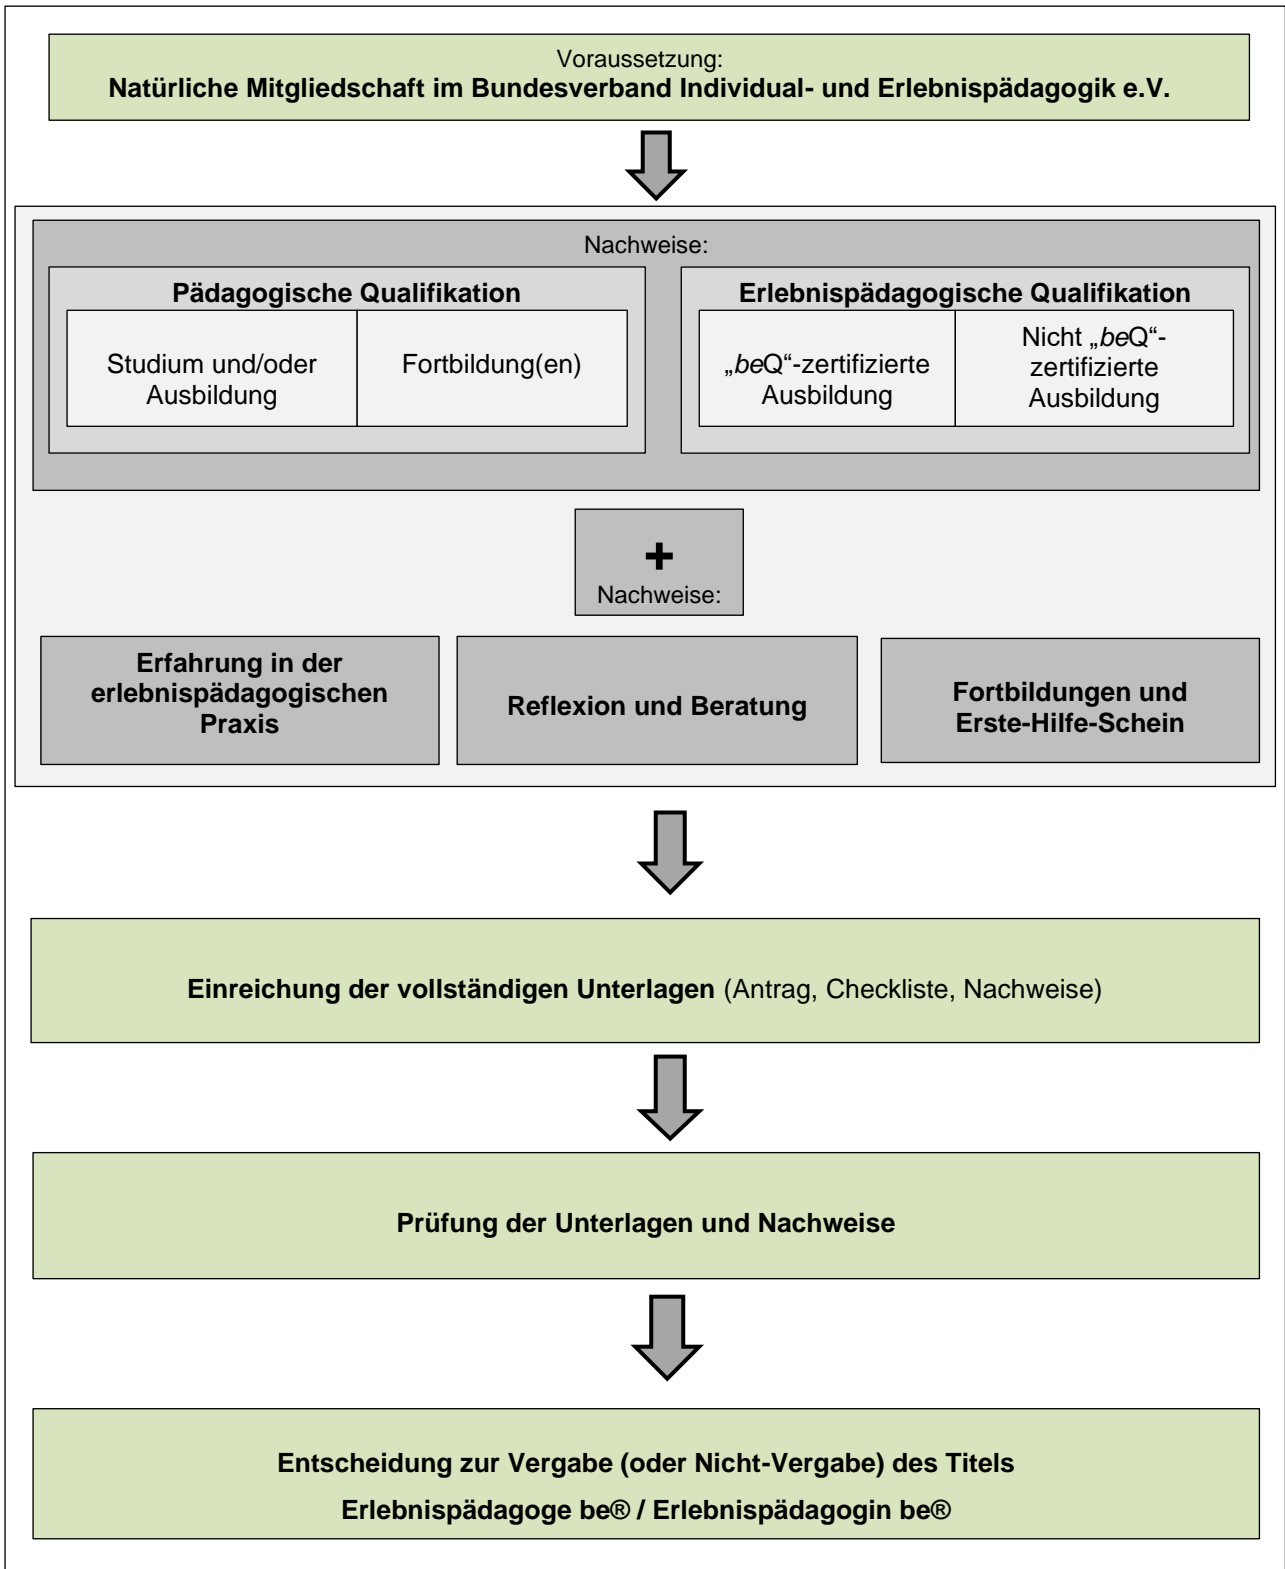 Voraussetzung:
Natürliche Mitgliedschaft im Bundesverband Individual- und Erlebnispädagogik e.V.
Nachweise:
Pädagogische Qualifikation
Studium und/oder
Ausbildung
Fortbildung(en)
Erlebnispädagogische Qualifikation
„beQ“-zertifizierte
Ausbildung
Nicht „beQ“-
zertifizierte
Ausbildung
+
Nachweise:
Erfahrung in der
erlebnispädagogischen
Praxis
Reflexion und Beratung
Fortbildungen und
Erste-Hilfe-Schein
Einreichung der vollständigen Unterlagen (Antrag, Checkliste, Nachweise)
Prüfung der Unterlagen und Nachweise
Entscheidung zur Vergabe (oder Nicht-Vergabe) des Titels
Erlebnispädagoge be® / Erlebnispädagogin be®